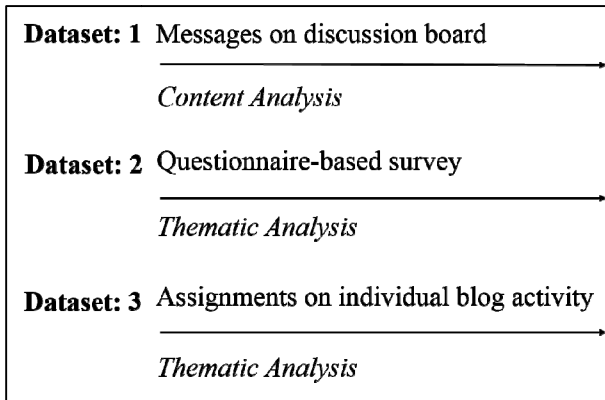 Dataset: 1 Messages on discussion board
Content Analysis
Dataset: 2 Questionnaire-based survey
Thematic Analysis
Dataset: 3 Assignments on individual blog activity
Thematic Analysis